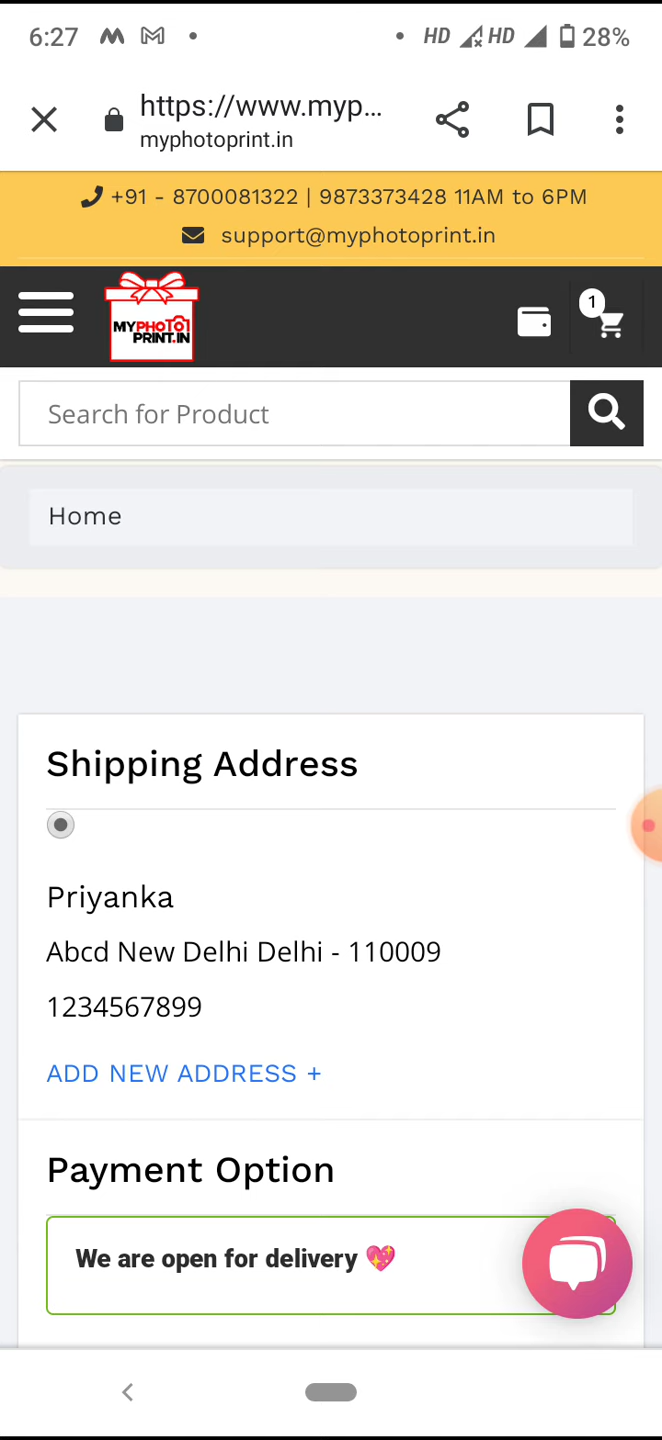 6:27 HD HD 28%
https://www.myp...
myphotoprint.in
+91 - 8700081322 | 9873373428 11AM to 6PM
support@myphotoprint.in
MYPHOTO
PRINT.IN
1
Search for Product
Home
Shipping Address
Priyanka
Abcd New Delhi Delhi - 110009
1234567899
ADD NEW ADDRESS +
Payment Option
We are open for delivery 💖